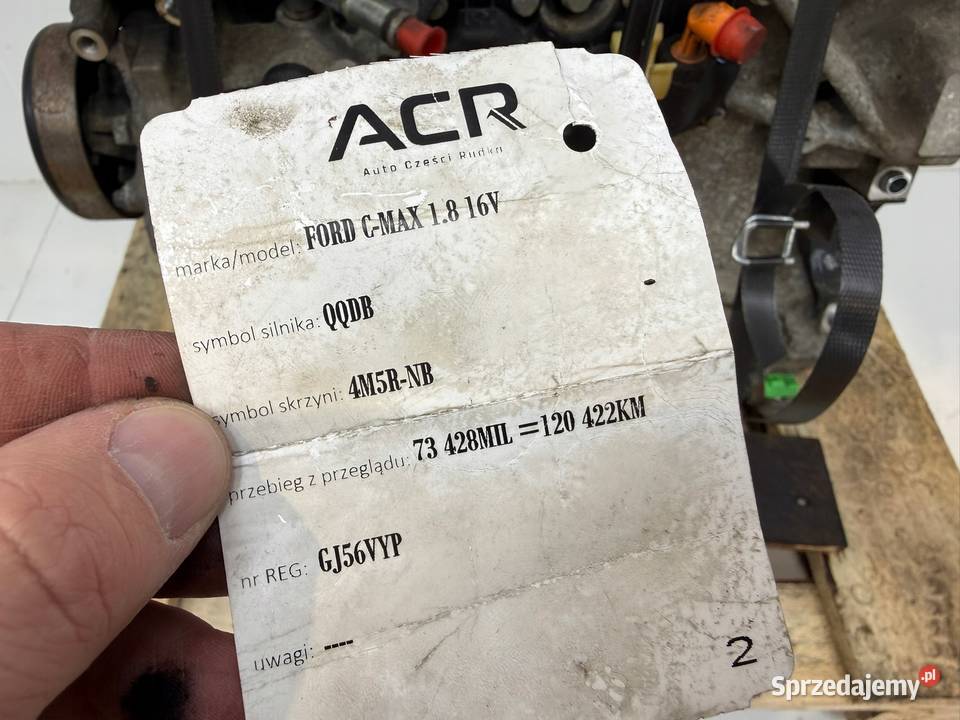 ACR
Auto Części Rudka
marka/model: FORD C-MAX 1.8 16V
symbol silnika: QQDB
symbol skrzyni: 4M5R-NB
przebieg z przeglądu: 73 428MIL =120 422KM
nr REG: GJ56VYP
uwagi: ----
2
Sprzedajemy.pl